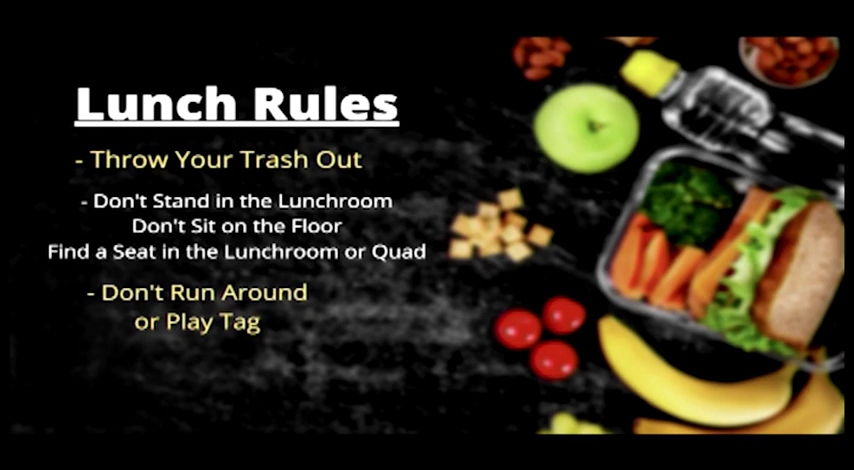 Lunch Rules
- Throw Your Trash Out
- Don't Stand in the Lunchroom
Don't Sit on the Floor
Find a Seat in the Lunchroom or Quad
- Don't Run Around
or Play Tag